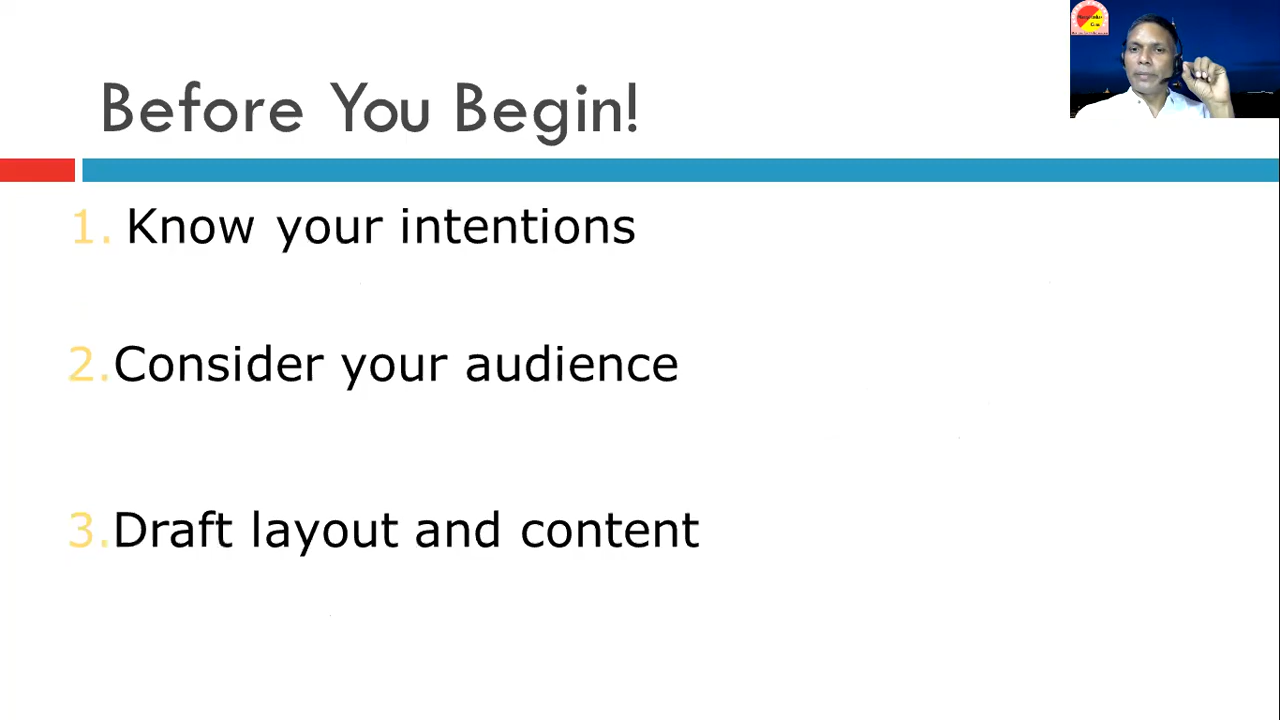 Before You Begin!
1. Know your intentions
2.Consider your audience
3.Draft layout and content